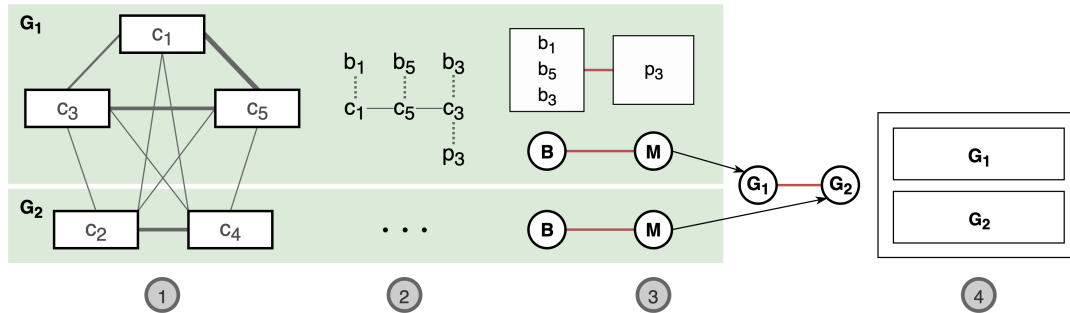 G1
c1
c3
c5
b1 b5 b3
c1 c5 c3
p3
b1
b5
b3
p3
B M
G1 G2
G1
G2
G2
c2 c4
. . .
B M
1 2 3 4